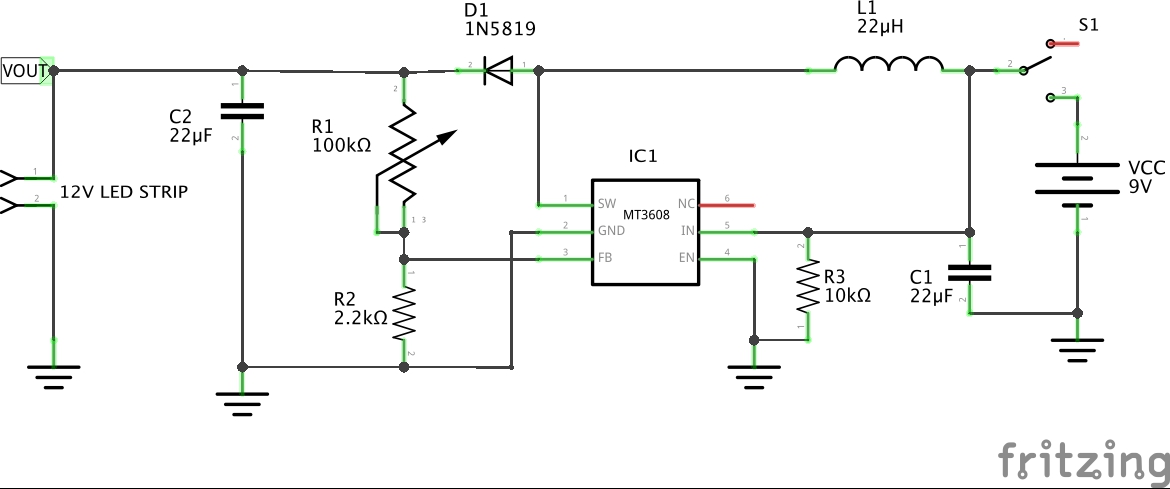 D1
1N5819
L1
22µH
S1
1
VOUT
2
1
2
2
3
1
2
C2
22µF
2
R1
100kΩ
IC1
2
VCC
9V
1
12V LED STRIP
2
1 3
1
SW
MT3608
NC
6
2
GND
IN
5
1
3
FB
EN
4
2
1
R2
2.2kΩ
1
2
R3
10kΩ
1
C1
22µF
1
2
fritzing